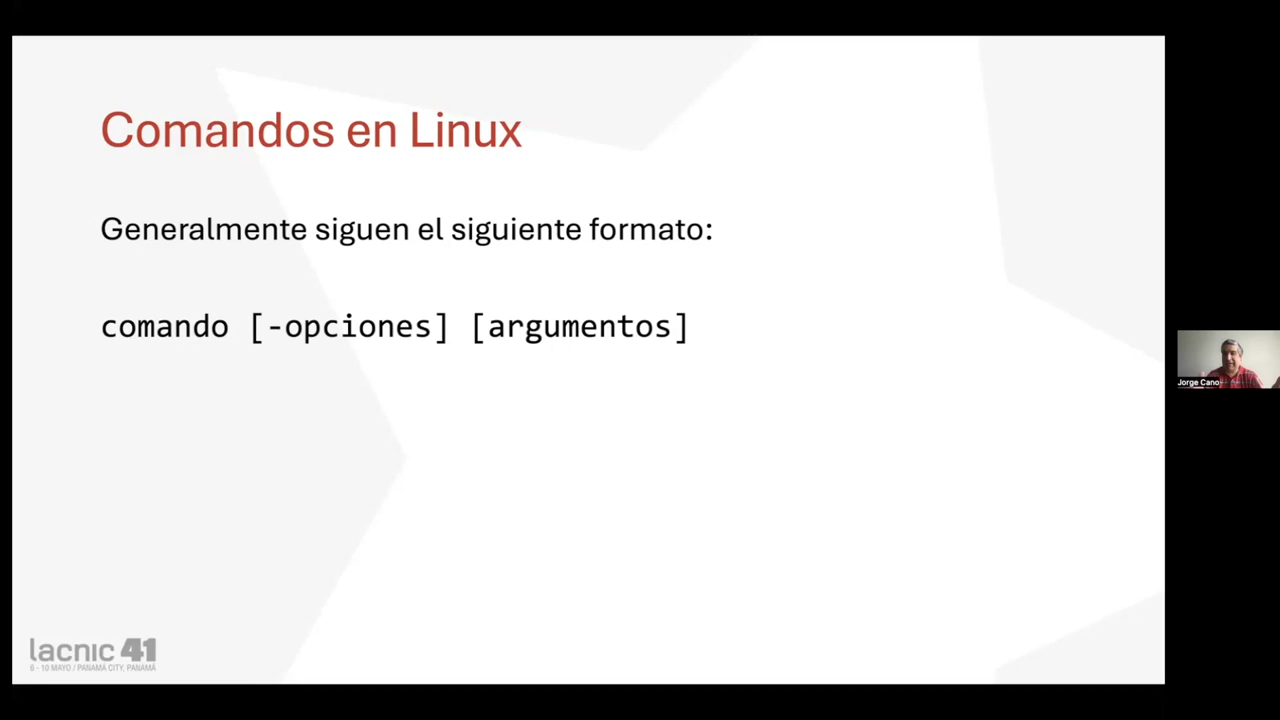 Comandos en Linux
Generalmente siguen el siguiente formato:
comando [-opciones] [argumentos]
Jorge Cano
lacnic 41
6 - 10 MAYO / PANAMÁ CITY, PANAMÁ